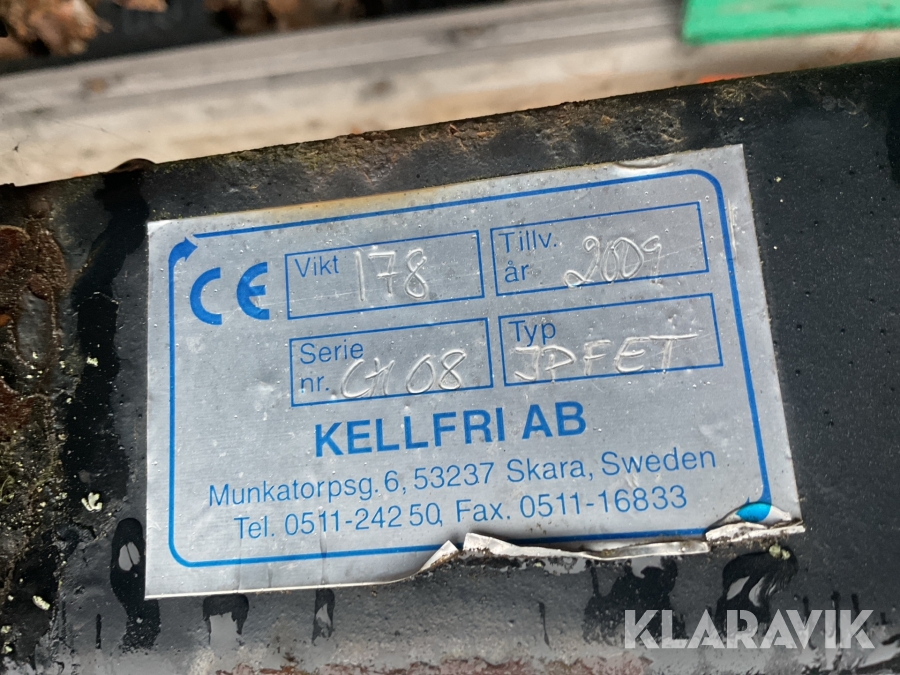 CE
Vikt 178
Tillv. år 2009
Serie nr. CH08
Typ JPFET
KELLFRI AB
Munkatorpsg. 6, 53237 Skara, Sweden
Tel. 0511-242 50, Fax. 0511-16833
KLARAVIK